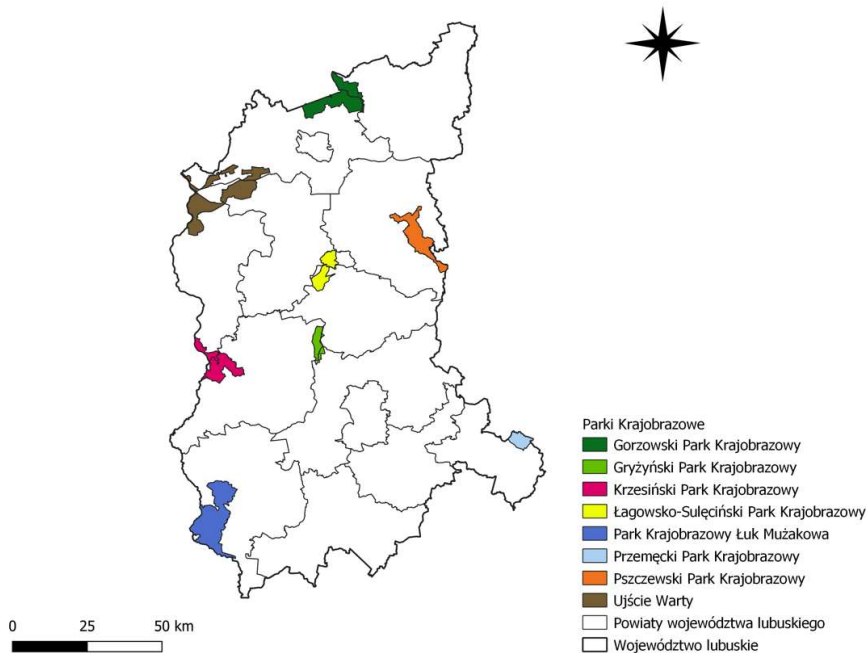 Parki Krajobrazowe
Gorzowski Park Krajobrazowy
Gryżyński Park Krajobrazowy
Krzesiński Park Krajobrazowy
Łagowsko-Sulęciński Park Krajobrazowy
Park Krajobrazowy Łuk Mużakowa
Przemęcki Park Krajobrazowy
Pszczewski Park Krajobrazowy
Ujście Warty
Powiaty województwa lubuskiego
Województwo lubuskie
0 25 50 km